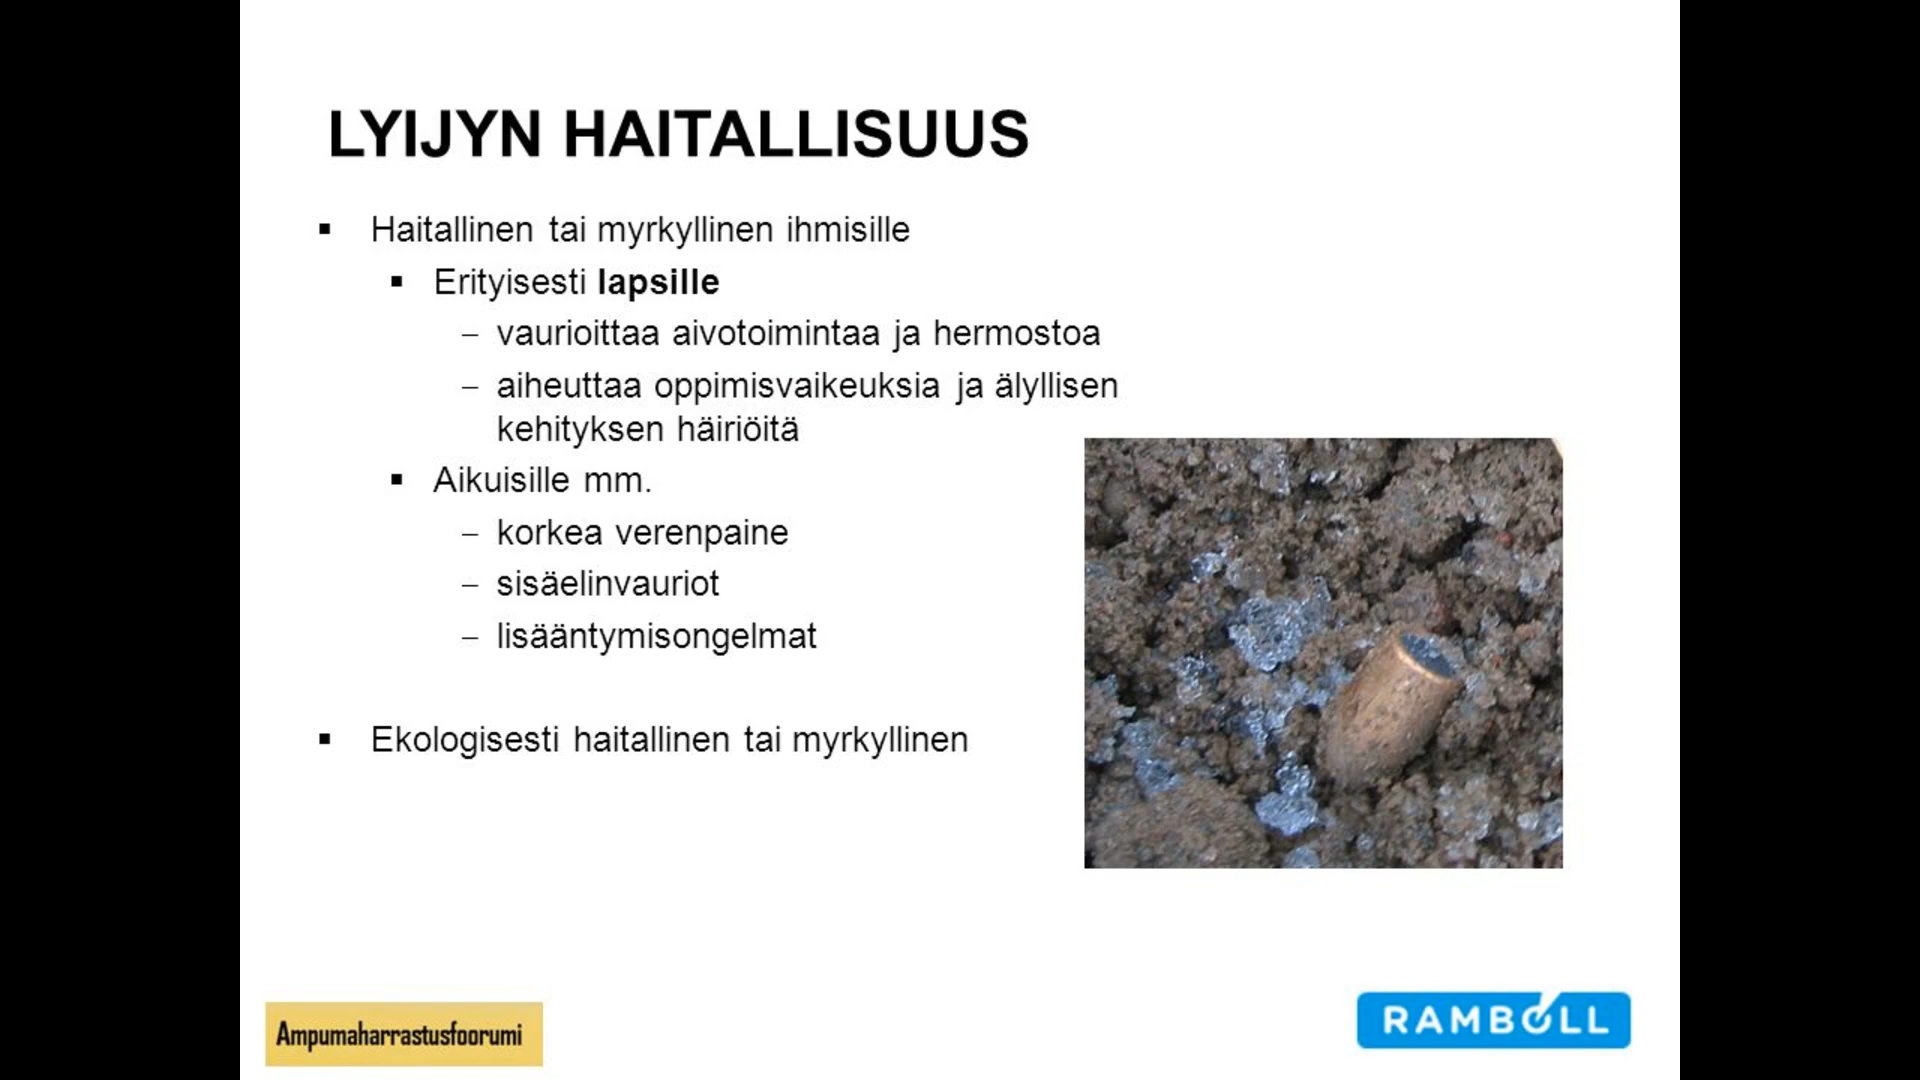 LYIJYN HAITALLISUUS
▪ Haitallinen tai myrkyllinen ihmisille
▪ Erityisesti lapsille
– vaurioittaa aivotoimintaa ja hermostoa
– aiheuttaa oppimisvaikeuksia ja älyllisen
kehityksen häiriöitä
▪ Aikuisille mm.
– korkea verenpaine
– sisäelinvauriot
– lisääntymisongelmat
▪ Ekologisesti haitallinen tai myrkyllinen
Ampumaharrastusfoorumi
RAMBOLL